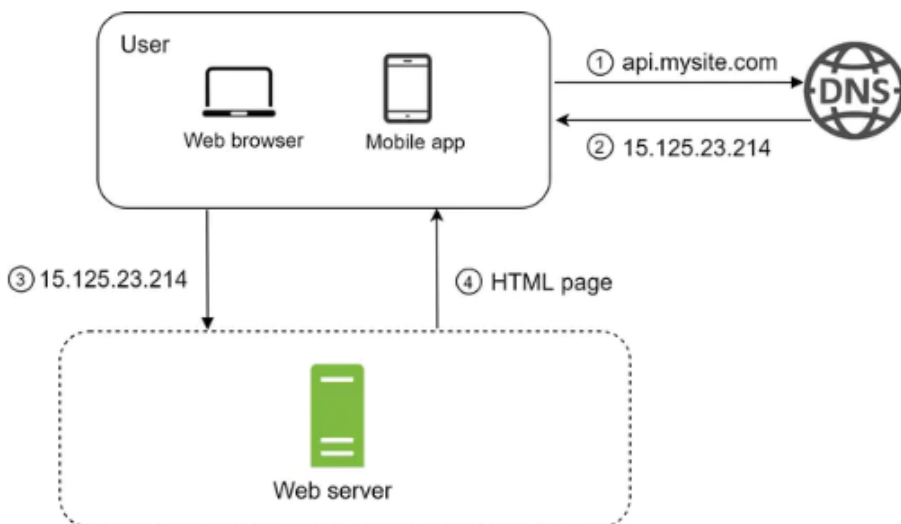 User
Web browser
Mobile app
① api.mysite.com
DNS
② 15.125.23.214
③ 15.125.23.214
④ HTML page
Web server